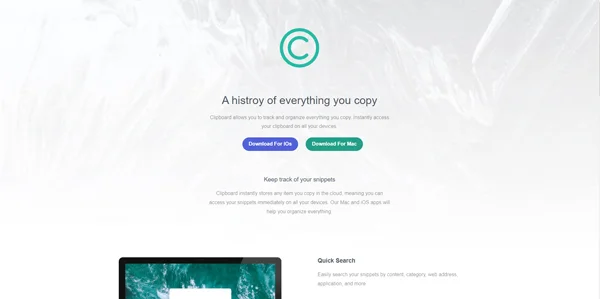 ©
A histroy of everything you copy
Clipboard allows you to track and organize everything you copy. Instantly access
your clipboard on all your devices
Download For IOs
Download For Mac
Keep track of your snippets
Clipboard instantly stores any item you copy in the cloud, meaning you can
access your snippets immediately on all your devices. Our Mac and iOS apps will
help you organize everything
Quick Search
Easily search your snippets by content, category, web address,
application, and more.